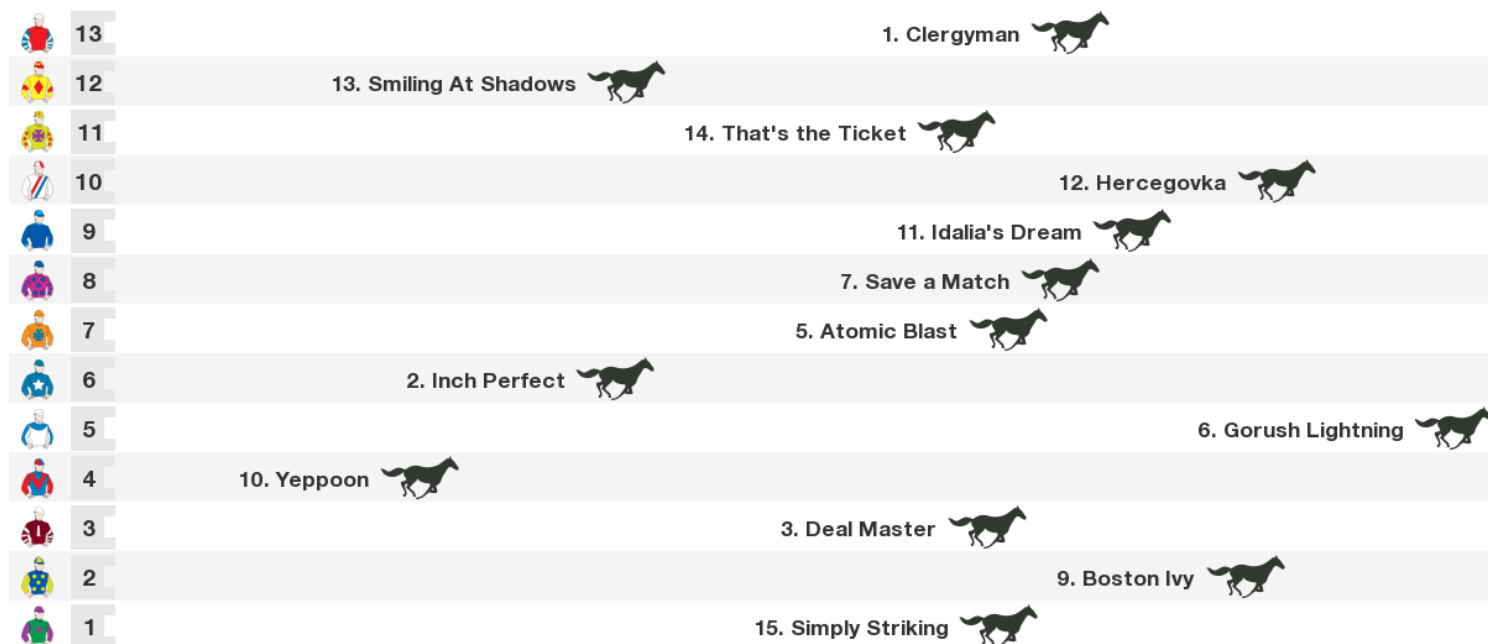 13 1. Clergyman
12 13. Smiling At Shadows
11 14. That's the Ticket
10 12. Hercegovka
9 11. Idalia's Dream
8 7. Save a Match
7 5. Atomic Blast
6 2. Inch Perfect
5 6. Gorush Lightning
4 10. Yeppoon
3 3. Deal Master
2 9. Boston Ivy
1 15. Simply Striking